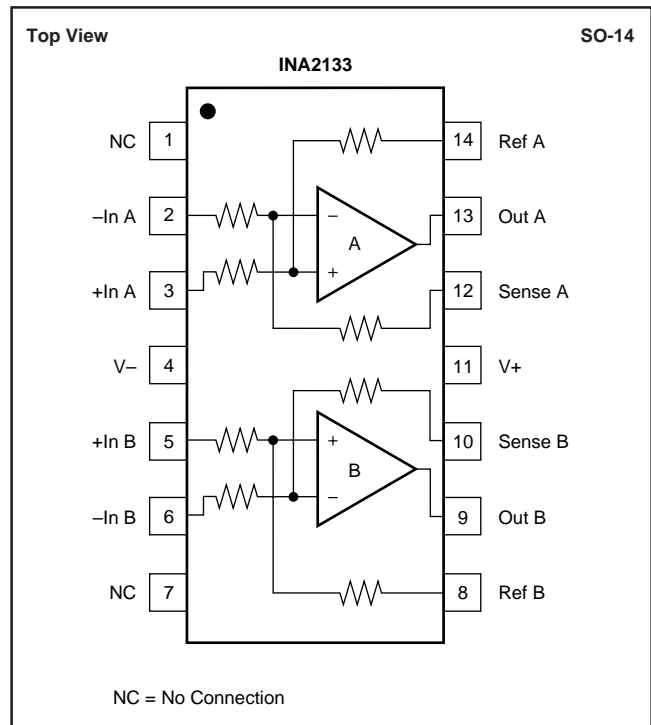 Top View SO-14
INA2133
NC 1 14 Ref A
–In A 2 – 13 Out A
A
+In A 3 + 12 Sense A
V– 4 11 V+
+In B 5 + 10 Sense B
B
–In B 6 – 9 Out B
NC 7 8 Ref B
NC = No Connection